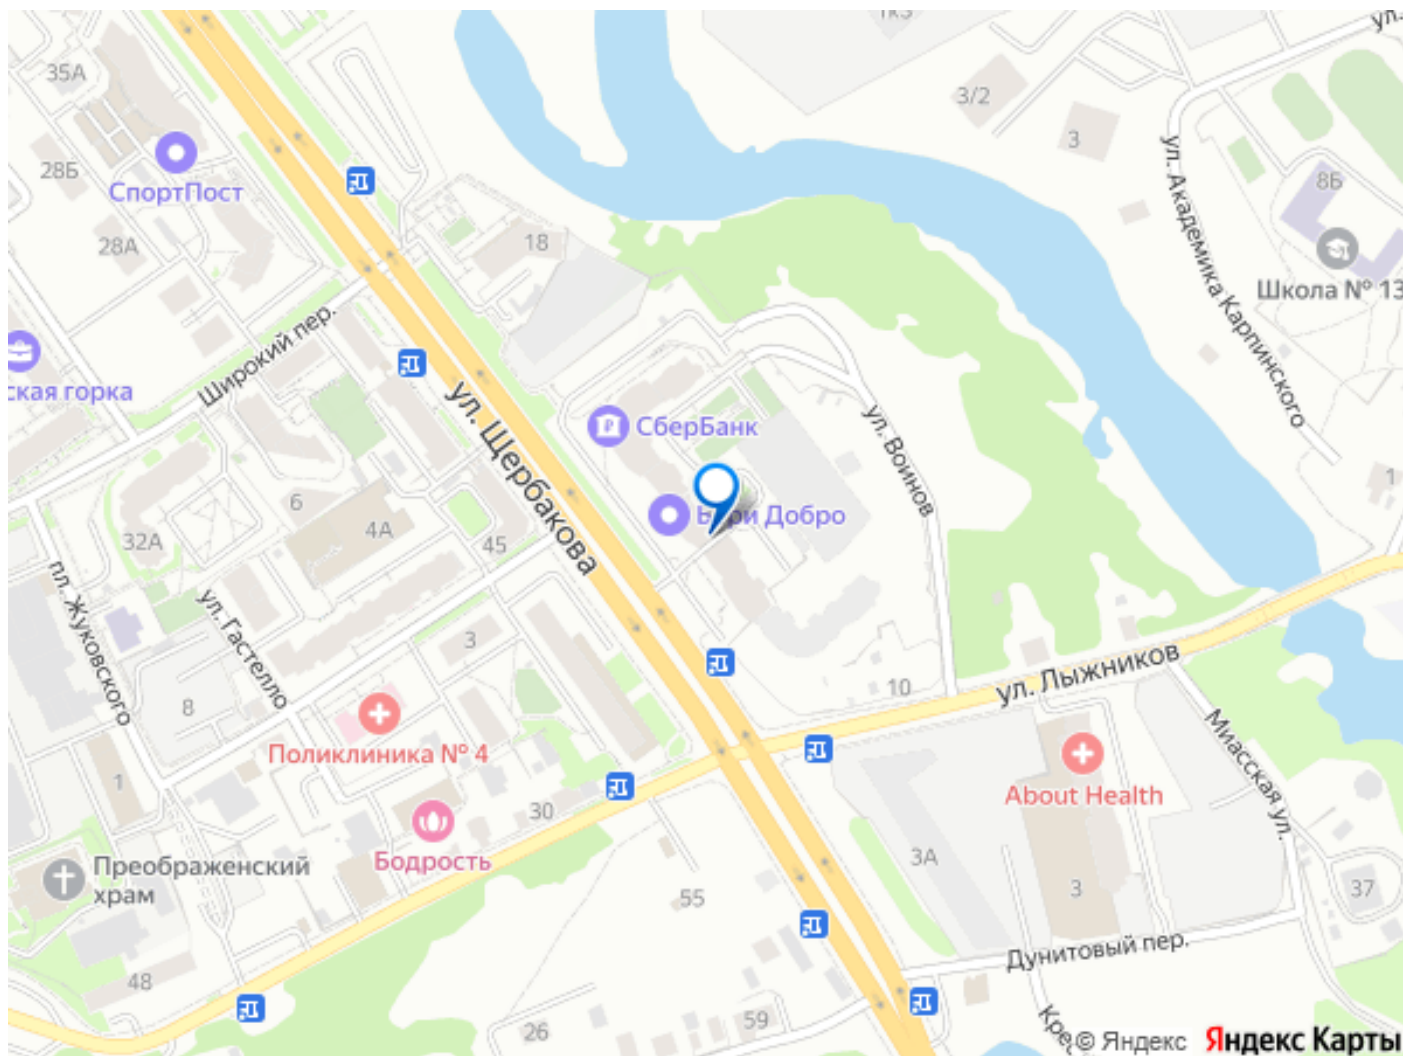 1к3
ул.
35А
3/2
3
28Б
СпортПост
8Б
ул. Академика Карпинского
28А
18
Школа № 13
Широкий пер.
ская горка
ул. Щербакова
СберБанк
ул. Воинов
1
6
4А
Добро
32А
45
пл. Жуковского
ул. Гастелло
3
ул. Лыжников
10
8
Миасская ул.
Поликлиника № 4
1
About Health
30
Бодрость
Преображенский
храм
3А
3
37
55
Дунитовый пер.
48
26
59
Кре
© Яндекс
Яндекс Карты